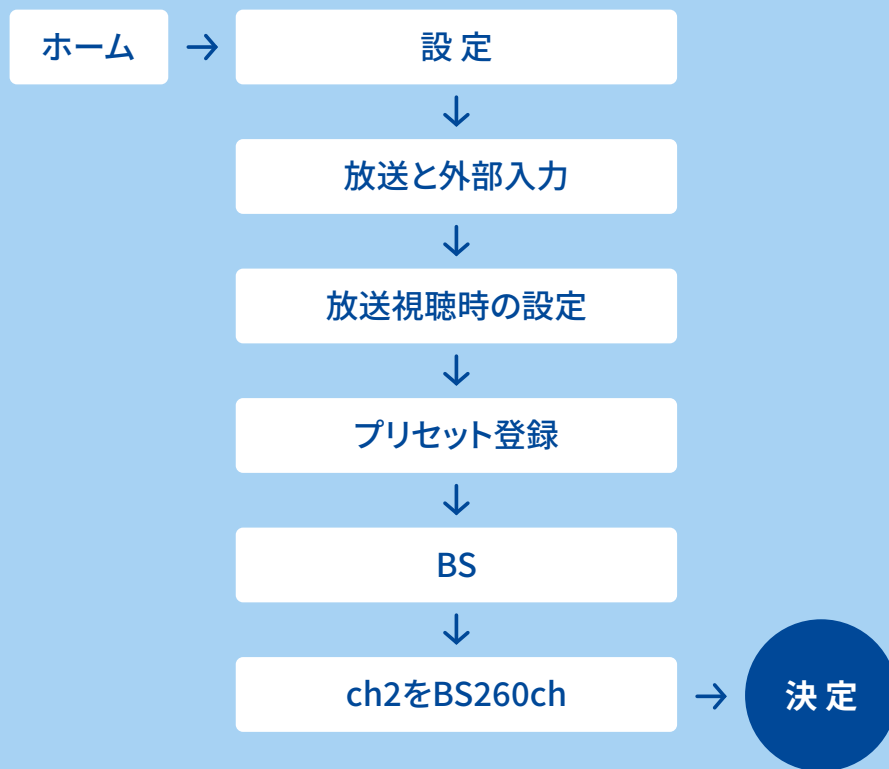 ホーム
設定
放送と外部入力
放送視聴時の設定
プリセット登録
BS
ch2をBS260ch
決定